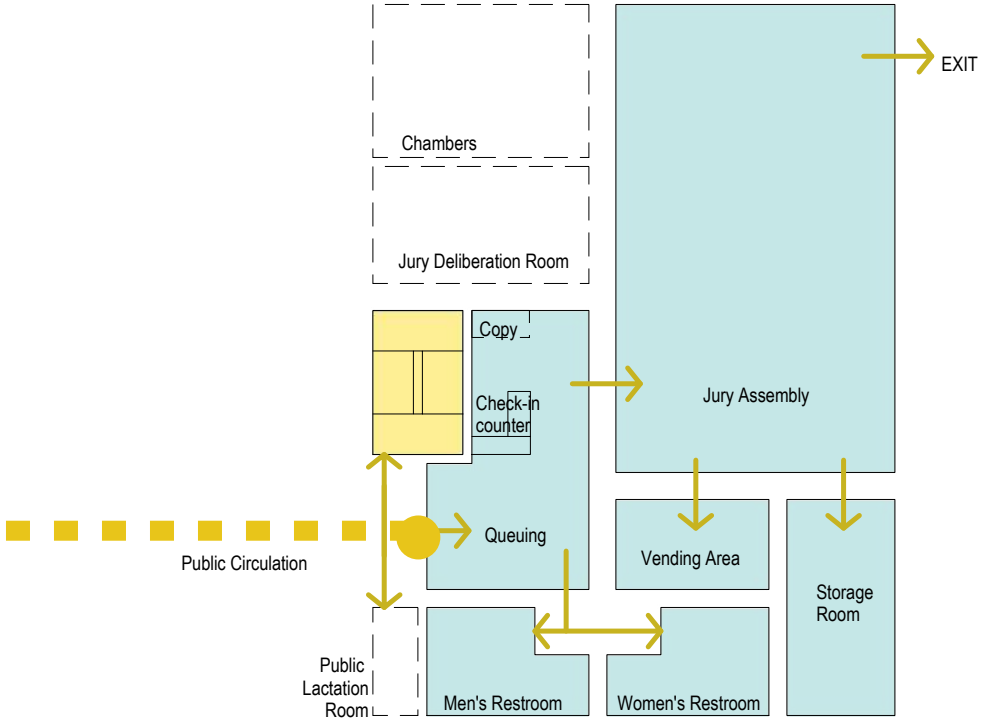 EXIT
Chambers
Jury Deliberation Room
Copy
Check-in
counter
Jury Assembly
Queuing
Public Circulation
Vending Area
Storage
Room
Public
Lactation
Room
Men's Restroom
Women's Restroom